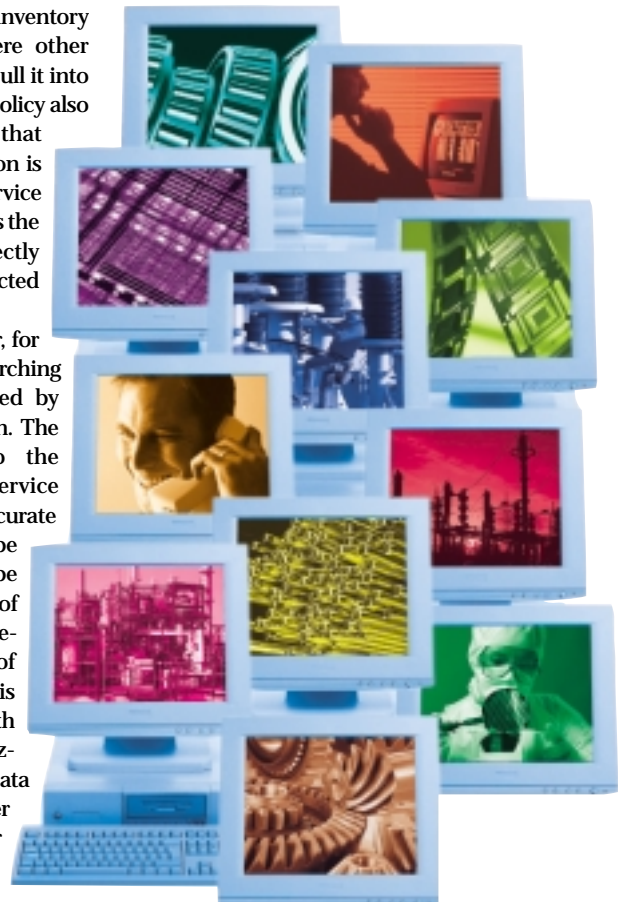 inventory
ere other
ull it into
olicy also
that
on is
rvice
s the
ectly
cted
, for
rching
ed by
n. The
o the
ervice
curate
be
be
of
e-
of
is
th
z-
ata
er
r